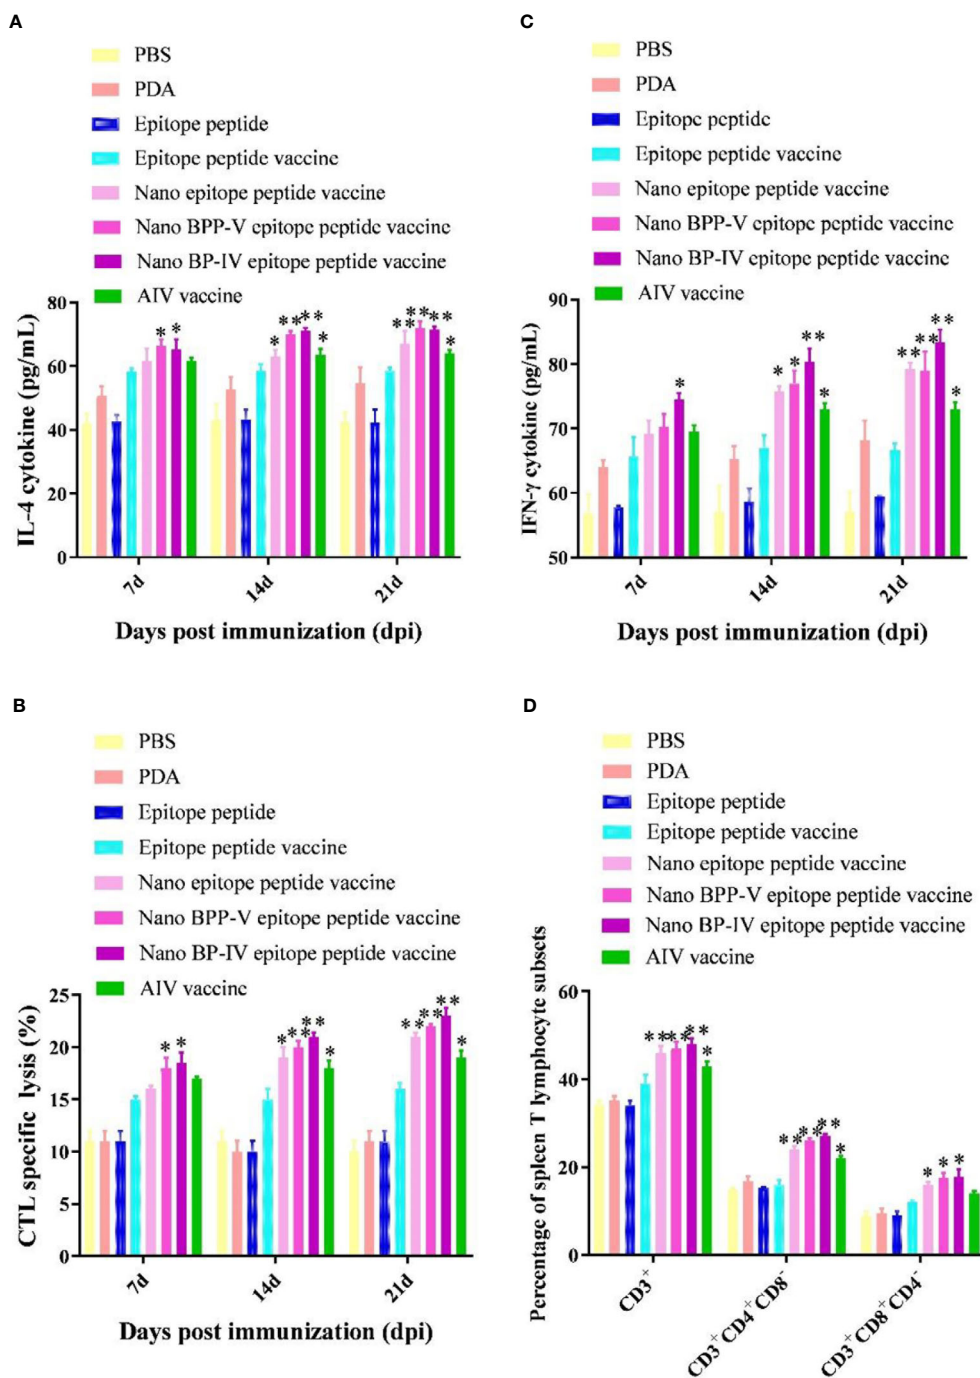 A
PBS
PDA
Epitope peptide
Epitope peptide vaccine
Nano epitope peptide vaccine
Nano BPP-V epitope peptide vaccine
Nano BP-IV epitope peptide vaccine
AIV vaccine
IL-4 cytokine (pg/mL)
80
60
40
20
0
* * * ** ** * ** ** ** *
7d
14d
21d
Days post immunization (dpi)
C
PBS
PDA
Epitope peptide
Epitope peptide vaccine
Nano epitope peptide vaccine
Nano BPP-V epitope peptide vaccine
Nano BP-IV epitope peptide vaccine
AIV vaccine
IFN-γ cytokine (pg/mL)
90
80
70
60
50
* * * ** * ** ** ** *
7d
14d
21d
Days post immunization (dpi)
B
PBS
PDA
Epitope peptide
Epitope peptide vaccine
Nano epitope peptide vaccine
Nano BPP-V epitope peptide vaccine
Nano BP-IV epitope peptide vaccine
AIV vaccine
CTL specific lysis (%)
25
20
15
10
5
0
* * * ** ** * ** ** ** *
7d
14d
21d
Days post immunization (dpi)
D
PBS
PDA
Epitope peptide
Epitope peptide vaccine
Nano epitope peptide vaccine
Nano BPP-V epitope peptide vaccine
Nano BP-IV epitope peptide vaccine
AIV vaccine
Percentage of spleen T lymphocyte subsets
60
40
20
0
** ** ** * ** ** ** * * * *
CD3⁺
CD3⁺CD4⁺CD8⁻
CD3⁺CD8⁺CD4⁻